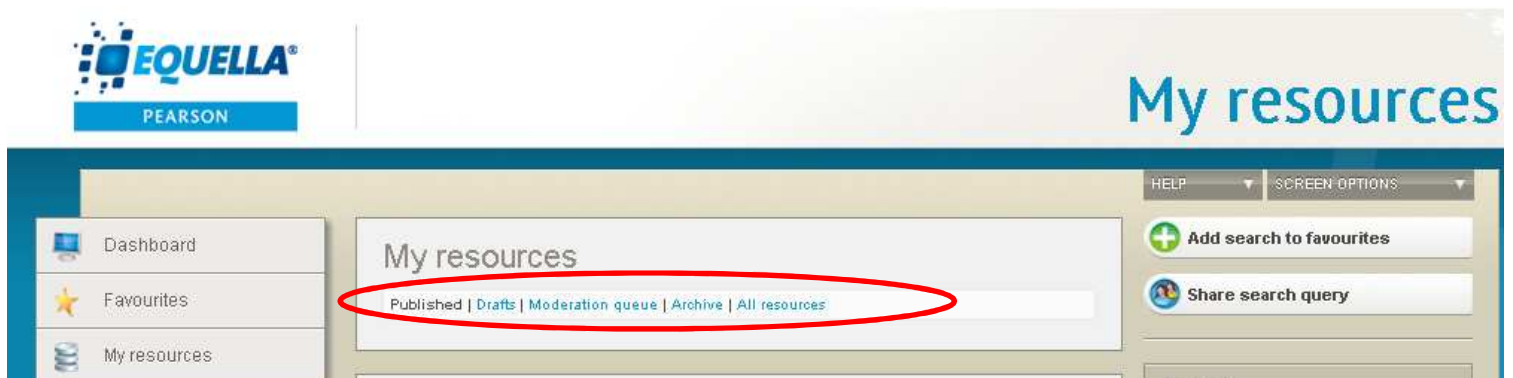 EQUELLA®
PEARSON
My resources
HELP SCREEN OPTIONS
Dashboard
Favourites
My resources
My resources
Published | Drafts | Moderation queue | Archive | All resources
Add search to favourites
Share search query